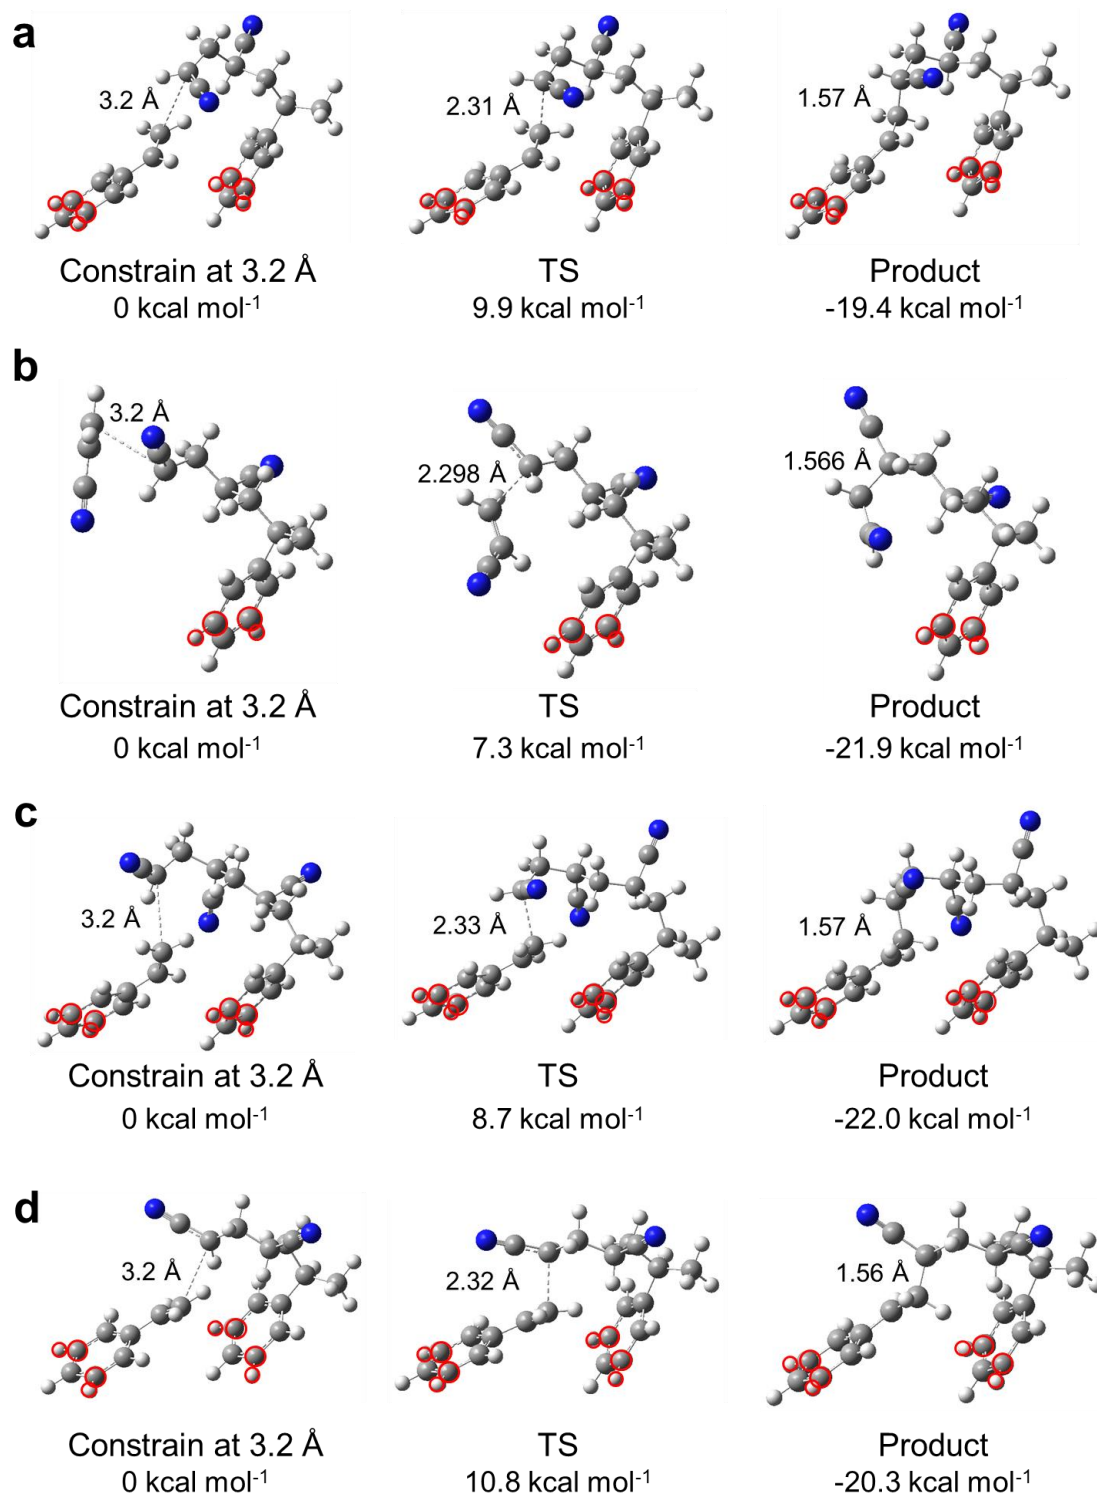 a
3.2 Å
2.31 Å
1.57 Å
Constrain at 3.2 Å
TS
Product
0 kcal mol⁻¹
9.9 kcal mol⁻¹
-19.4 kcal mol⁻¹
b
3.2 Å
2.298 Å
1.566 Å
Constrain at 3.2 Å
TS
Product
0 kcal mol⁻¹
7.3 kcal mol⁻¹
-21.9 kcal mol⁻¹
c
3.2 Å
2.33 Å
1.57 Å
Constrain at 3.2 Å
TS
Product
0 kcal mol⁻¹
8.7 kcal mol⁻¹
-22.0 kcal mol⁻¹
d
3.2 Å
2.32 Å
1.56 Å
Constrain at 3.2 Å
TS
Product
0 kcal mol⁻¹
10.8 kcal mol⁻¹
-20.3 kcal mol⁻¹